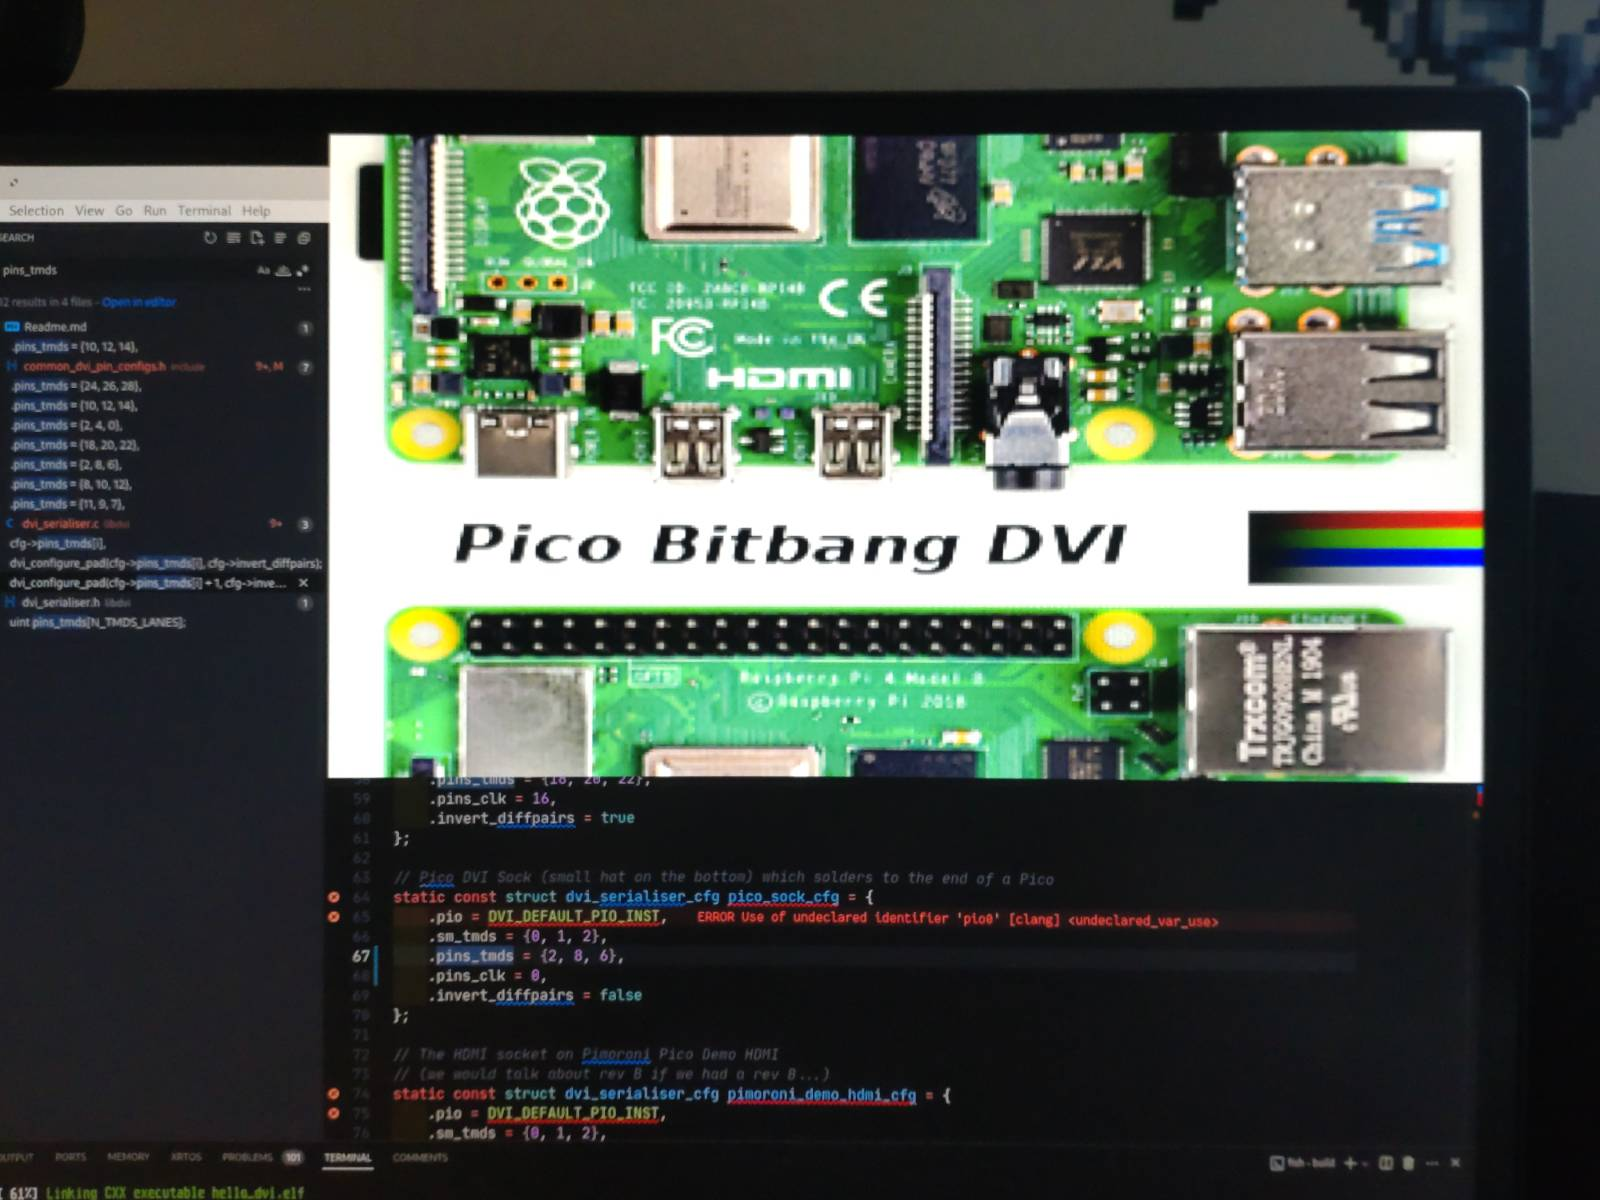 Selection View Go Run Terminal Help
SEARCH
pins_tmds
Aa
12 results in 4 files - Open in editor
Readme.md 1
.pins_tmds = {10, 12, 14},
common_dvi_pin_configs.h include 9+, M 7
.pins_tmds = {24, 26, 28},
.pins_tmds = {10, 12, 14},
.pins_tmds = {2, 4, 0},
.pins_tmds = {18, 20, 22},
.pins_tmds = {2, 8, 6},
.pins_tmds = {8, 10, 12},
.pins_tmds = {11, 9, 7},
C dvi_serialiser.c libdvi 9+ 3
cfg->pins_tmds[i],
dvi_configure_pad(cfg->pins_tmds[i], cfg->invert_diffpairs);
dvi_configure_pad(cfg->pins_tmds[i] + 1, cfg->inve...
dvi_serialiser.h libdvi 1
uint pins_tmds[N_TMDS_LANES];
DISPLAY
CE
FCC
Made in the UK
HDMI
CAMERA
VIA
Pico Bitbang DVI
Raspberry Pi 4 Model B
© Raspberry Pi 2018
Trxcom®
China M 1904
58 .pins_tmds = {18, 20, 22},
59 .pins_clk = 16,
60 .invert_diffpairs = true
61 };
62
63 // Pico DVI Sock (small hat on the bottom) which solders to the end of a Pico
64 static const struct dvi_serialiser_cfg pico_sock_cfg = {
65 .pio = DVI_DEFAULT_PIO_INST, ERROR Use of undeclared identifier 'pio0' [clang] <undeclared_var_use>
66 .sm_tmds = {0, 1, 2},
67 .pins_tmds = {2, 8, 6},
68 .pins_clk = 0,
69 .invert_diffpairs = false
70 };
71
72 // The HDMI socket on Pimoroni Pico Demo HDMI
73 // (we would talk about rev B if we had a rev B...)
74 static const struct dvi_serialiser_cfg pimoroni_demo_hdmi_cfg = {
75 .pio = DVI_DEFAULT_PIO_INST,
76 .sm_tmds = {0, 1, 2},
OUTPUT PORTS MEMORY XRTOS PROBLEMS 101 TERMINAL COMMENTS
fish - build
[ 61%] Linking CXX executable hello_dvi.elf